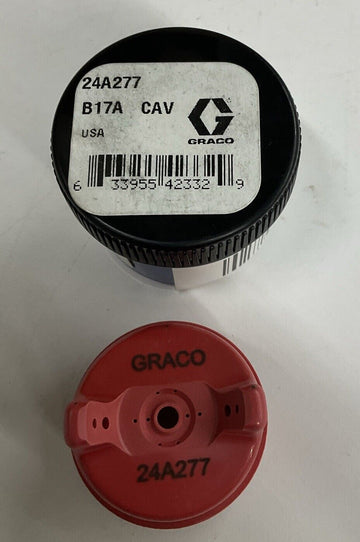 24A277
B17A CAV
USA
GRACO
6 33955 42332 9
GRACO
24A277